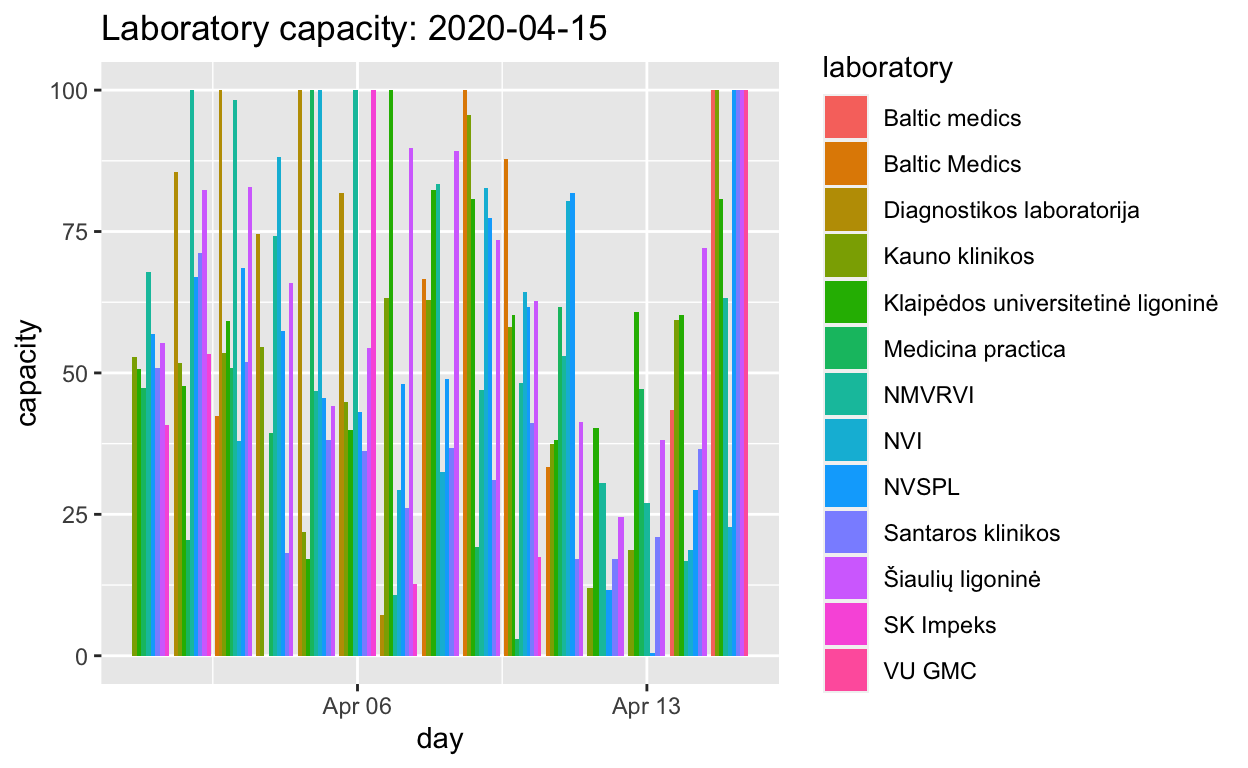 Laboratory capacity: 2020-04-15
100
75
50
25
0
capacity
Apr 06
Apr 13
day
laboratory
Baltic medics
Baltic Medics
Diagnostikos laboratorija
Kauno klinikos
Klaipėdos universitetinė ligoninė
Medicina practica
NMVRVI
NVI
NVSPL
Santaros klinikos
Šiaulių ligoninė
SK Impeks
VU GMC